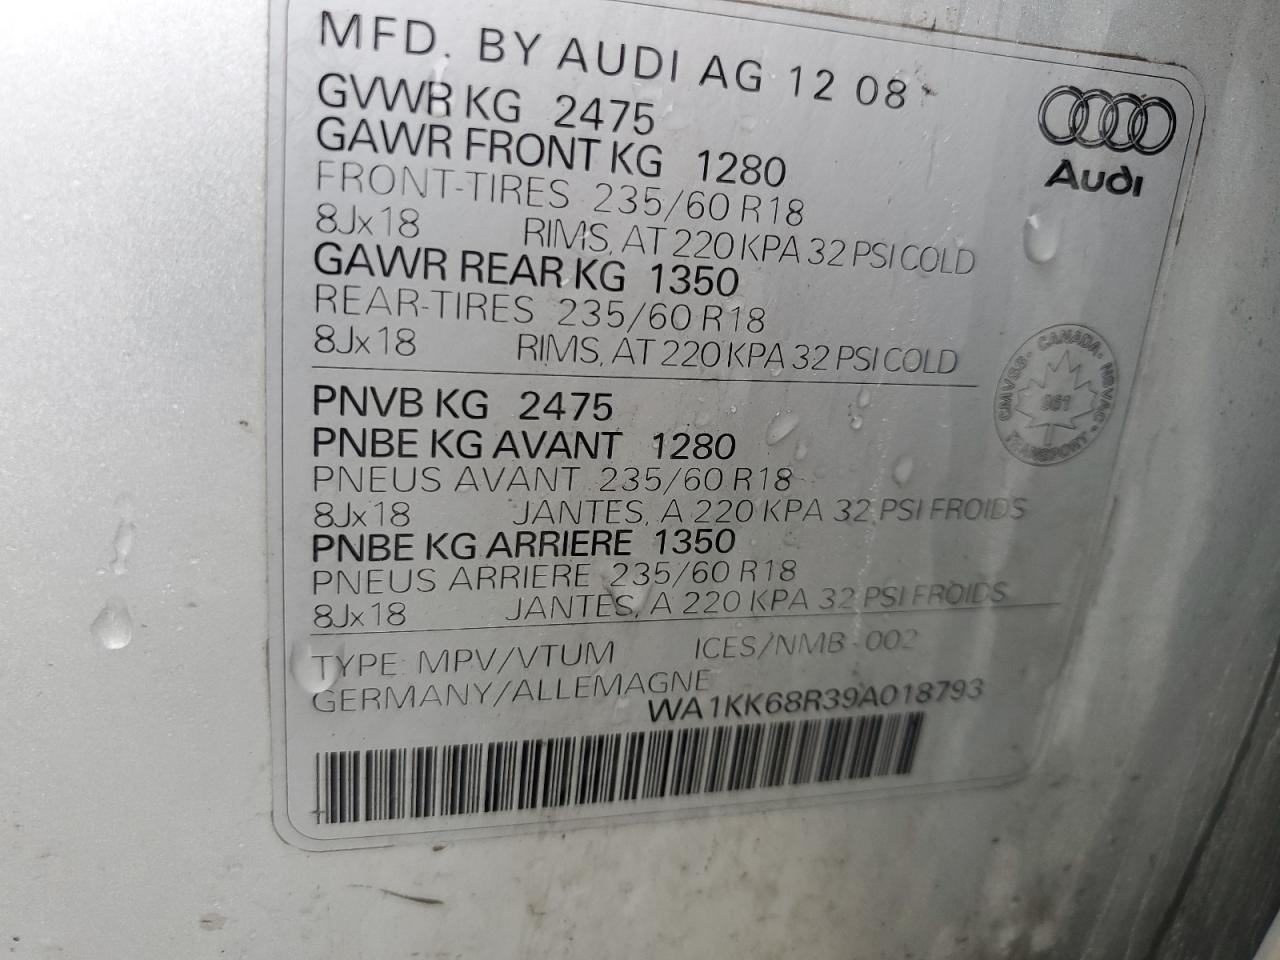 MFD. BY AUDI AG 12 08
Audi
GVWR KG 2475
GAWR FRONT KG 1280
FRONT-TIRES 235/60 R18
8Jx18 RIMS, AT 220 KPA 32 PSI COLD
GAWR REAR KG 1350
REAR-TIRES 235/60 R18
8Jx18 RIMS, AT 220 KPA 32 PSI COLD
CMVSS · CANADA · NSVAC
961
TRANSPORT
PNVB KG 2475
PNBE KG AVANT 1280
PNEUS AVANT 235/60 R18
8Jx18 JANTES, A 220 KPA 32 PSI FROIDS
PNBE KG ARRIERE 1350
PNEUS ARRIERE 235/60 R18
8Jx18 JANTES, A 220 KPA 32 PSI FROIDS
TYPE: MPV/VTUM ICES/NMB-002
GERMANY/ALLEMAGNE
WA1KK68R39A018793